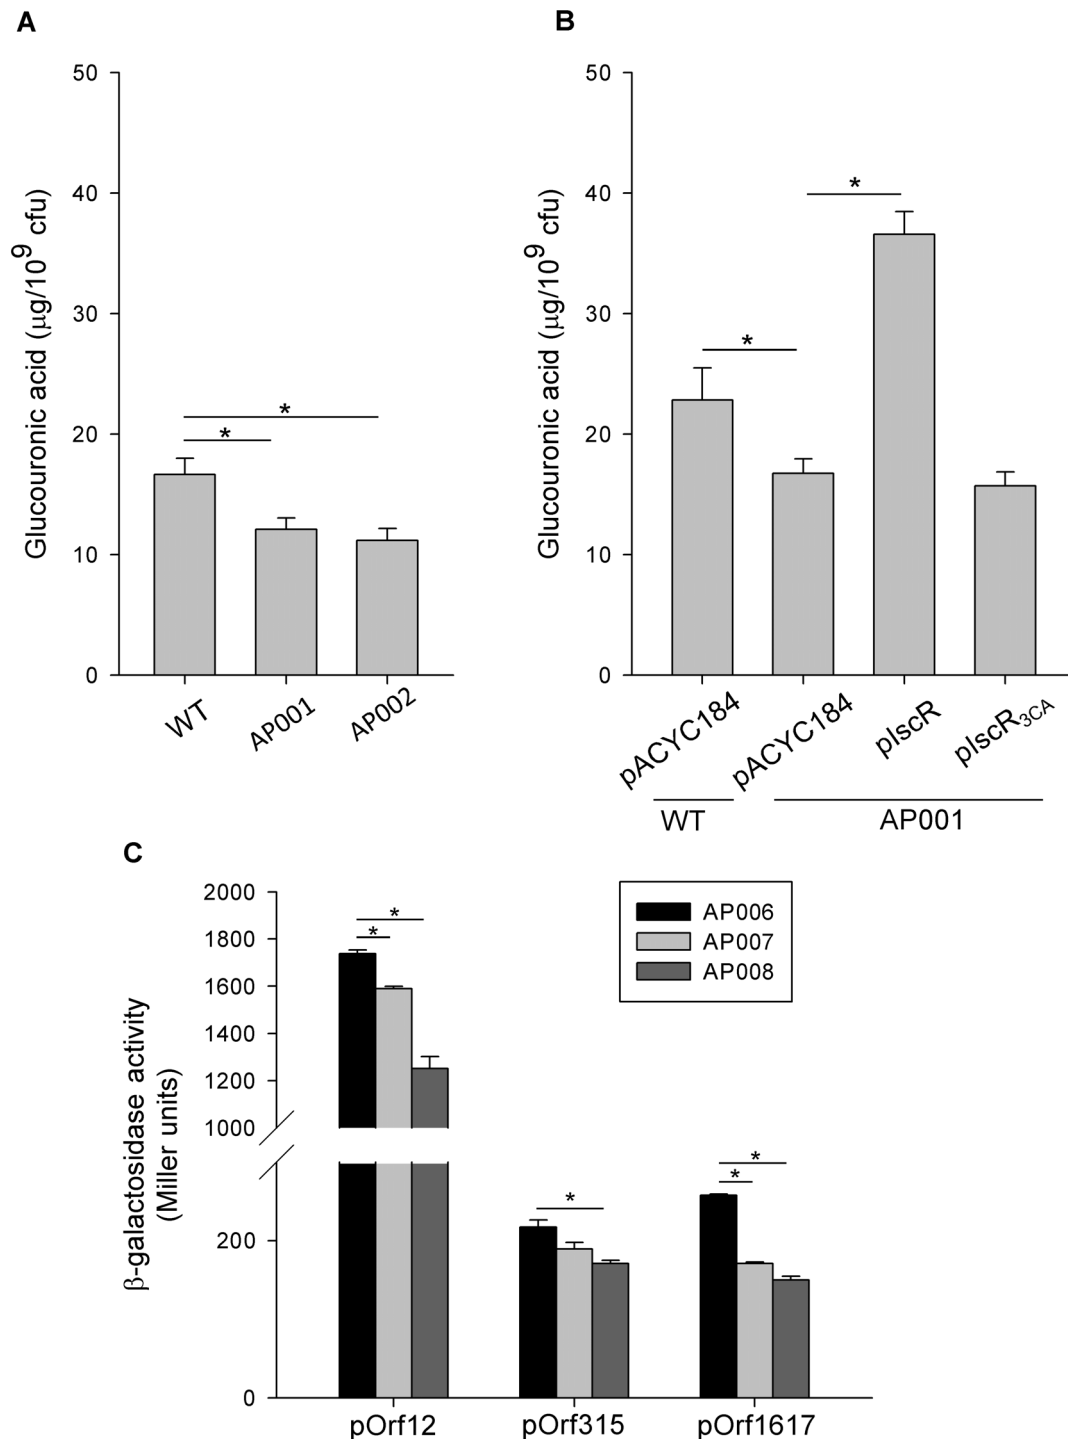 A
Glucouronic acid (μg/10⁹ cfu)
50
40
30
20
10
0
*
*
WT
AP001
AP002
B
Glucouronic acid (μg/10⁹ cfu)
50
40
30
20
10
0
*
*
pACYC184
pACYC184
pIscR
pIscR3CA
WT
AP001
C
β-galactosidase activity
(Miller units)
2000
1800
1600
1400
1200
1000
200
0
*
*
*
*
*
AP006
AP007
AP008
pOrf12
pOrf315
pOrf1617